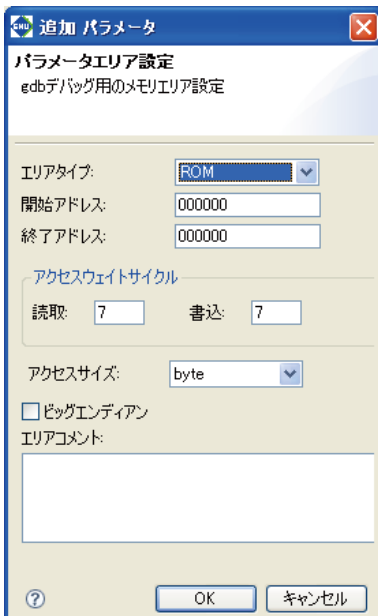 GNU 追加 パラメータ
パラメータエリア設定
gdbデバッグ用のメモリエリア設定
エリアタイプ: ROM
開始アドレス: 000000
終了アドレス: 000000
アクセスウェイトサイクル
読取: 7 書込: 7
アクセスサイズ: byte
ビッグエンディアン
エリアコメント:
? OK キャンセル